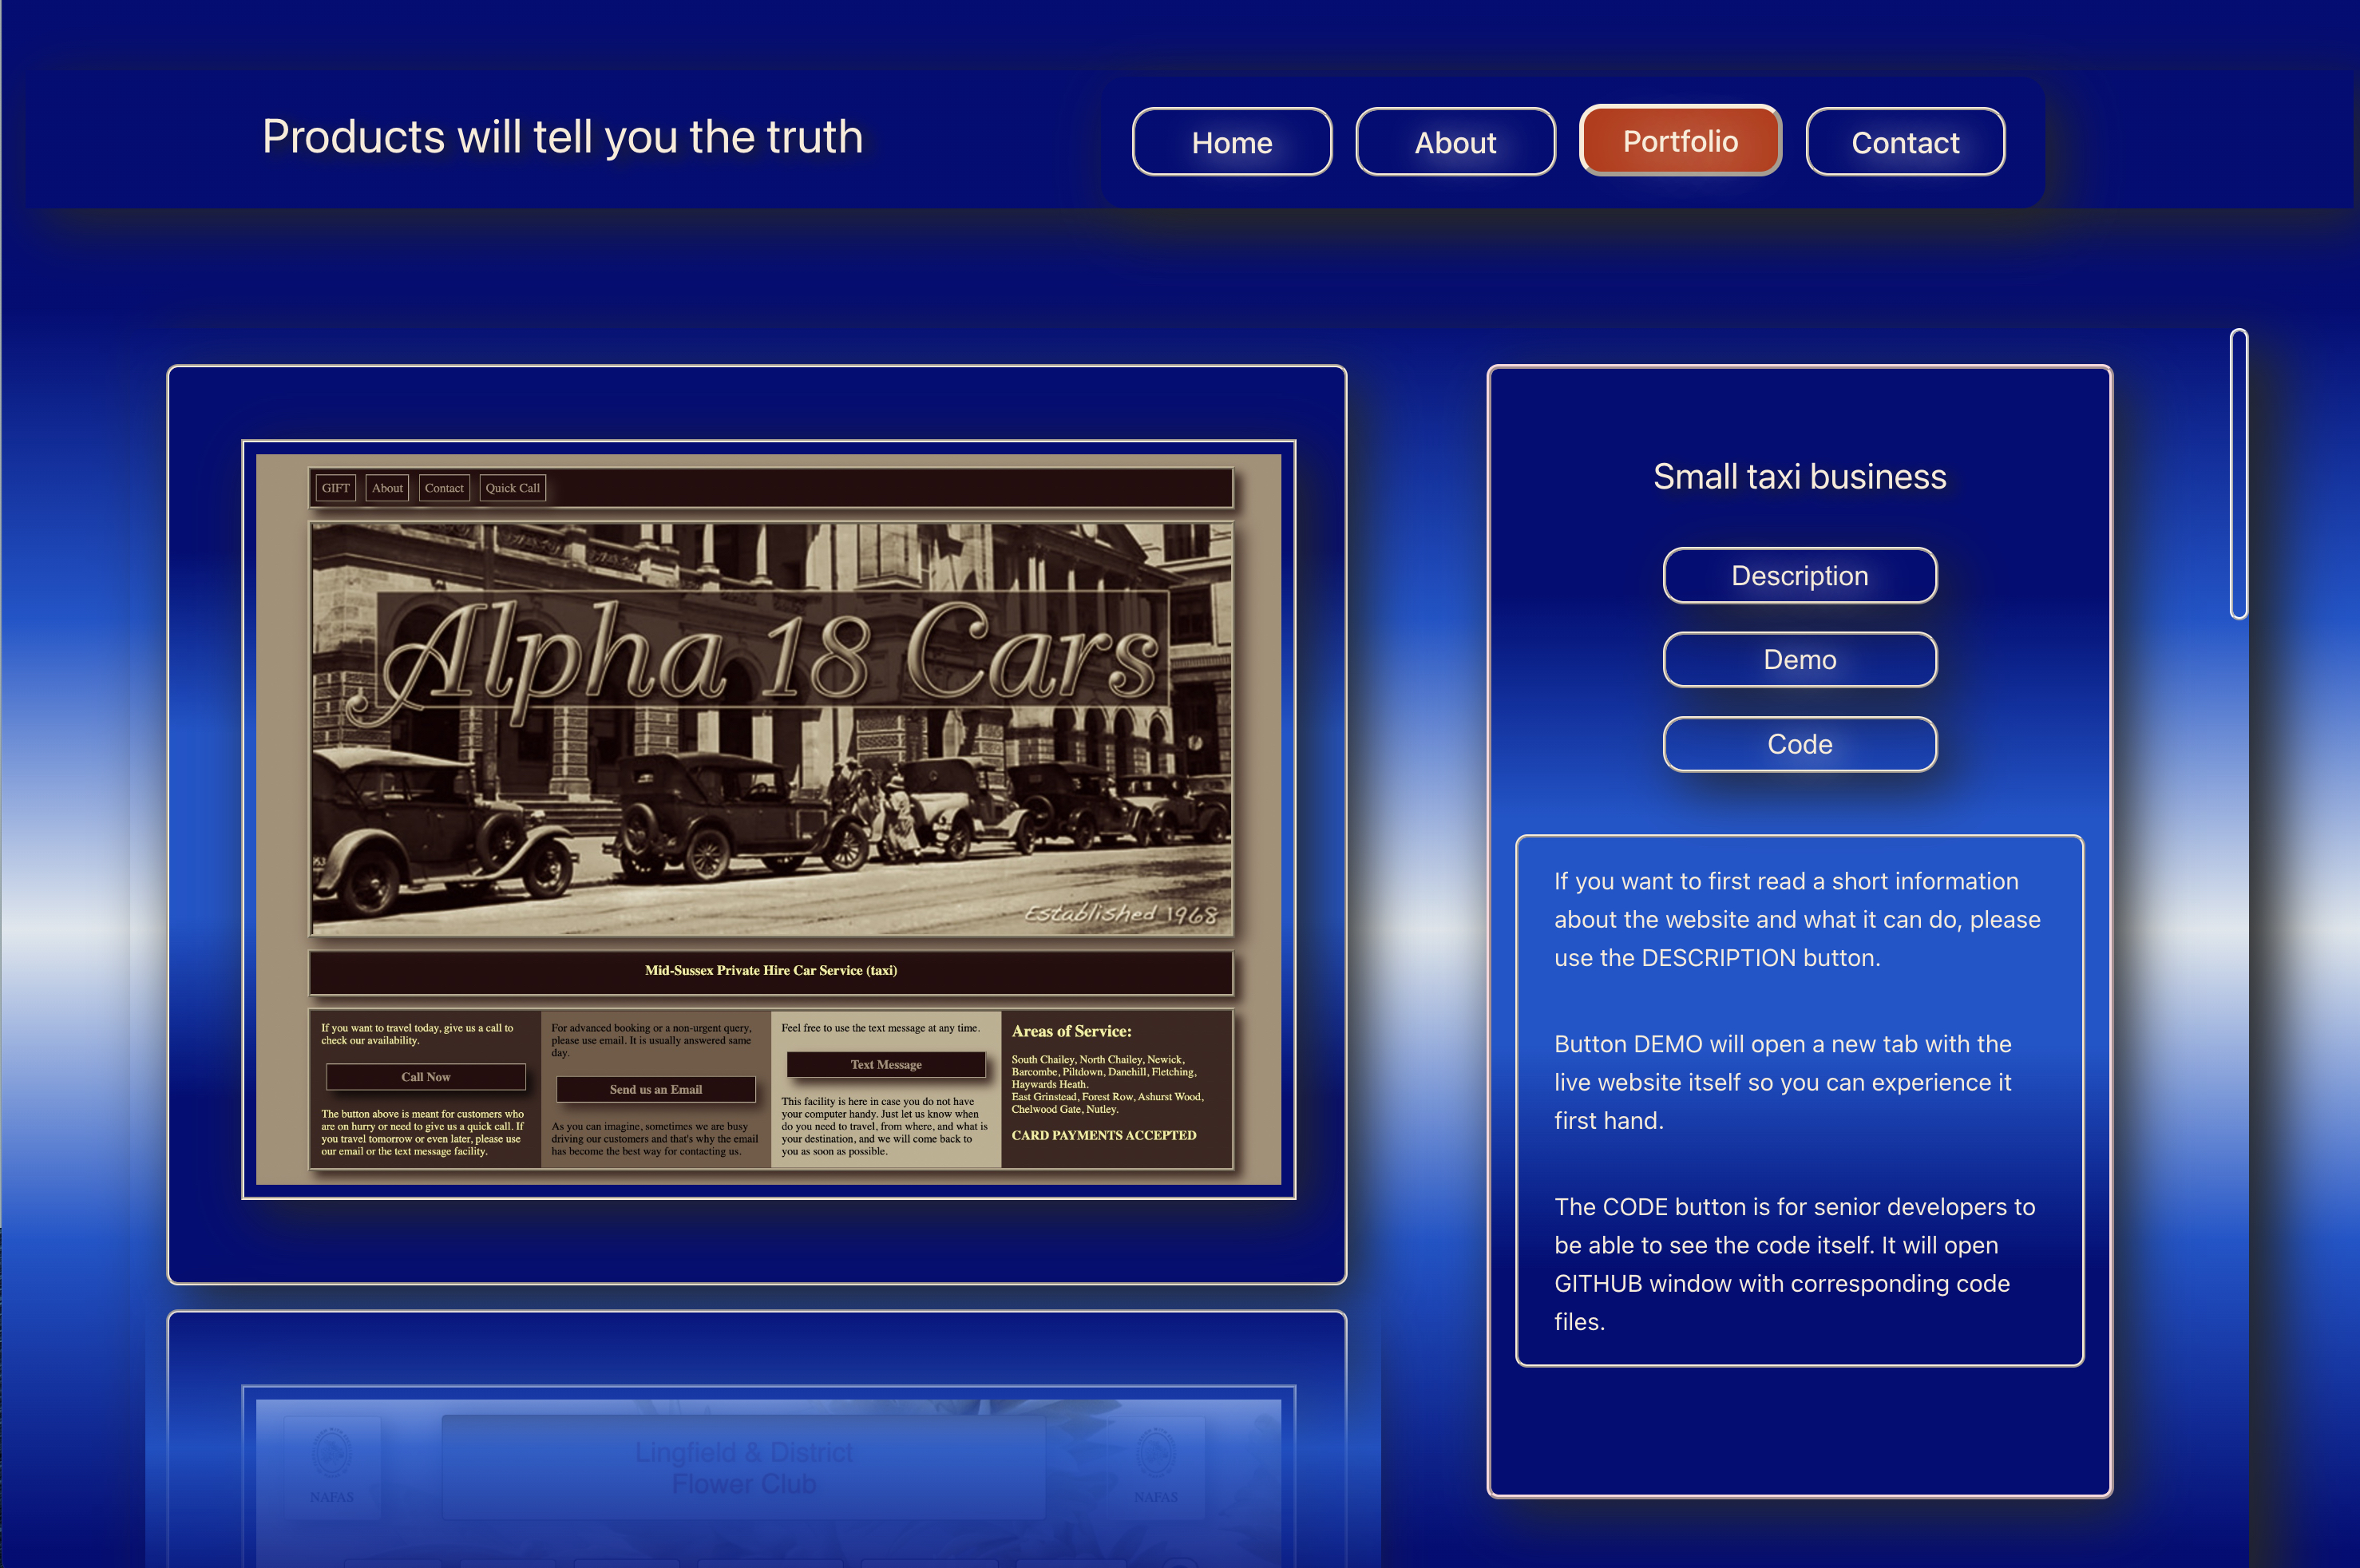 Products will tell you the truth
Home
About
Portfolio
Contact
GIFT
About
Contact
Quick Call
Alpha 18 Cars
Established 1968
Mid-Sussex Private Hire Car Service (taxi)
If you want to travel today, give us a call to
check our availability.
Call Now
The button above is meant for customers who
are on hurry or need to give us a quick call. If
you travel tomorrow or even later, please use
our email or the text message facility.
For advanced booking or a non-urgent query,
please use email. It is usually answered same
day.
Send us an Email
As you can imagine, sometimes we are busy
driving our customers and that's why the email
has become the best way for contacting us.
Feel free to use the text message at any time.
Text Message
This facility is here in case you do not have
your computer handy. Just let us know when
do you need to travel, from where, and what is
your destination, and we will come back to
you as soon as possible.
Areas of Service:
South Chailey, North Chailey, Newick,
Barcombe, Piltdown, Danehill, Fletching,
Haywards Heath.
East Grinstead, Forest Row, Ashurst Wood,
Chelwood Gate, Nutley.
CARD PAYMENTS ACCEPTED
Small taxi business
Description
Demo
Code
If you want to first read a short information
about the website and what it can do, please
use the DESCRIPTION button.
Button DEMO will open a new tab with the
live website itself so you can experience it
first hand.
The CODE button is for senior developers to
be able to see the code itself. It will open
GITHUB window with corresponding code
files.
NAFAS
Lingfield & District
Flower Club
NAFAS